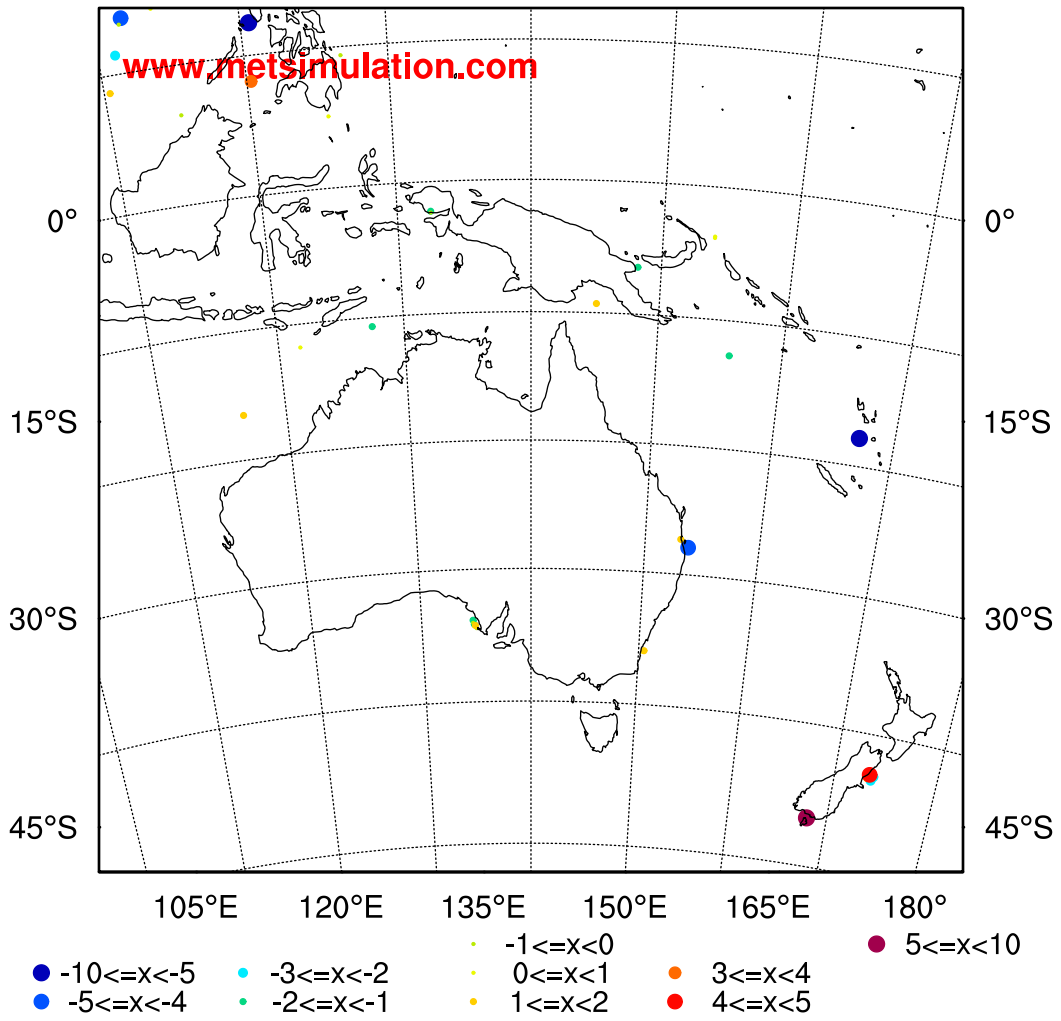 www.metsimulation.com
0° 0°
15°S 15°S
30°S 30°S
45°S 45°S
105°E 120°E 135°E 150°E 165°E 180°
-1<=x<0 5<=x<10
-10<=x<-5 -3<=x<-2 0<=x<1 3<=x<4
-5<=x<-4 -2<=x<-1 1<=x<2 4<=x<5